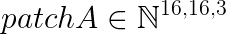 patchA ∈ ℕ^{16,16,3}